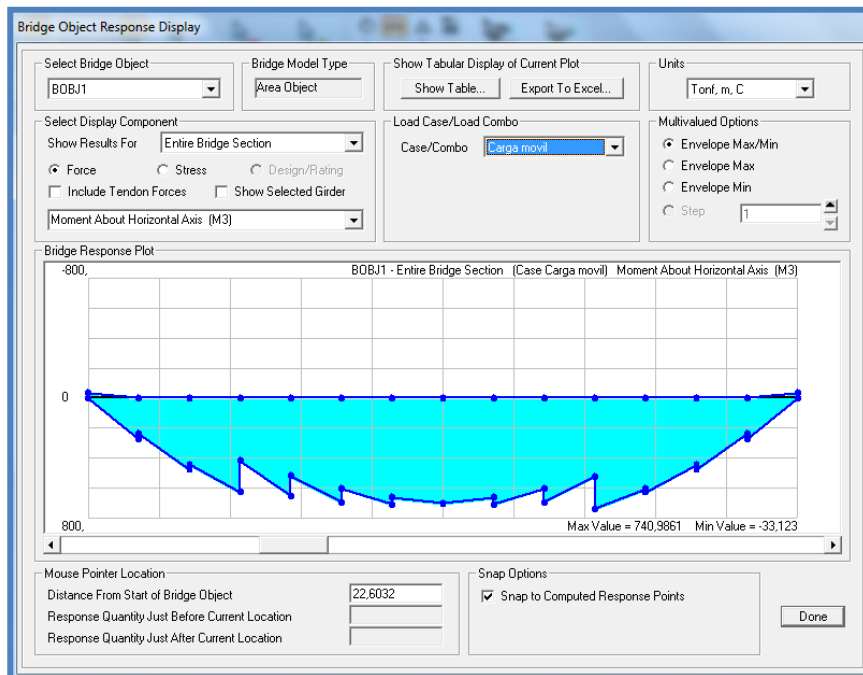 Bridge Object Response Display
Select Bridge Object
BOBJ1
Bridge Model Type
Area Object
Show Tabular Display of Current Plot
Show Table...
Export To Excel...
Units
Tonf, m, C
Select Display Component
Show Results For
Entire Bridge Section
Force
Stress
Design/Rating
Include Tendon Forces
Show Selected Girder
Moment About Horizontal Axis (M3)
Load Case/Load Combo
Case/Combo
Carga movil
Multivalued Options
Envelope Max/Min
Envelope Max
Envelope Min
Step
1
Bridge Response Plot
-800,
BOBJ1 - Entire Bridge Section (Case Carga movil) Moment About Horizontal Axis (M3)
0
800,
Max Value = 740,9861 Min Value = -33,123
Mouse Pointer Location
Distance From Start of Bridge Object
22,6032
Response Quantity Just Before Current Location
Response Quantity Just After Current Location
Snap Options
Snap to Computed Response Points
Done